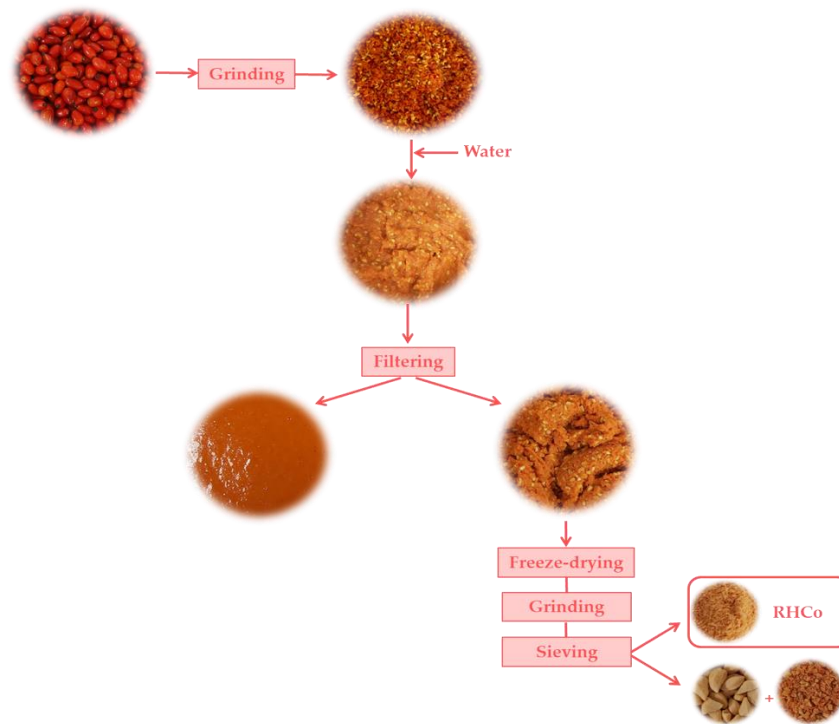 Grinding
Water
Filtering
Freeze-drying
Grinding
RHCo
Sieving
+